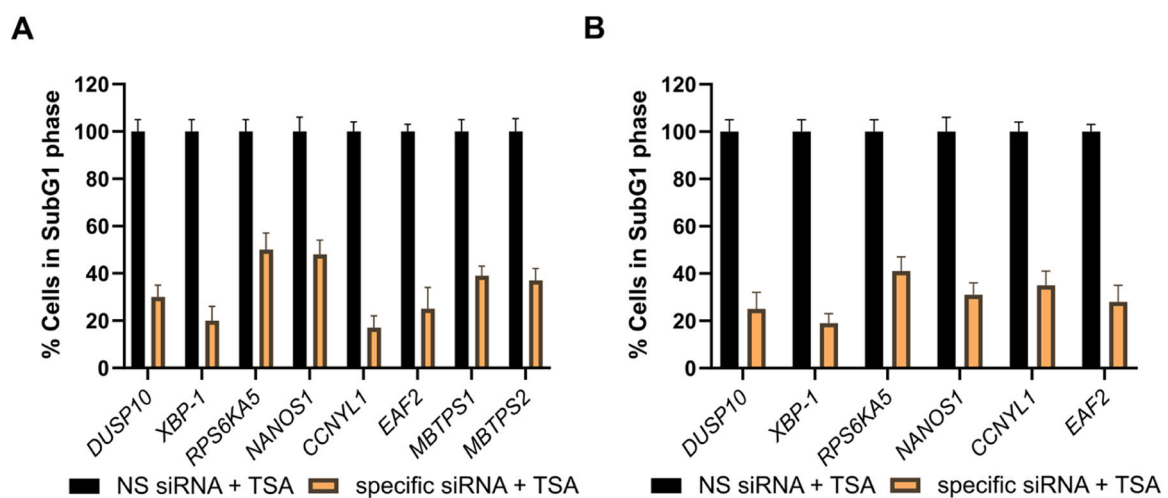 A
% Cells in SubG1 phase
120
100
80
60
40
20
0
DUSP10
XBP-1
RPS6KA5
NANOS1
CCNYL1
EAF2
MBTPS1
MBTPS2
NS siRNA + TSA
specific siRNA + TSA
B
% Cells in SubG1 phase
120
100
80
60
40
20
0
DUSP10
XBP-1
RPS6KA5
NANOS1
CCNYL1
EAF2
NS siRNA + TSA
specific siRNA + TSA